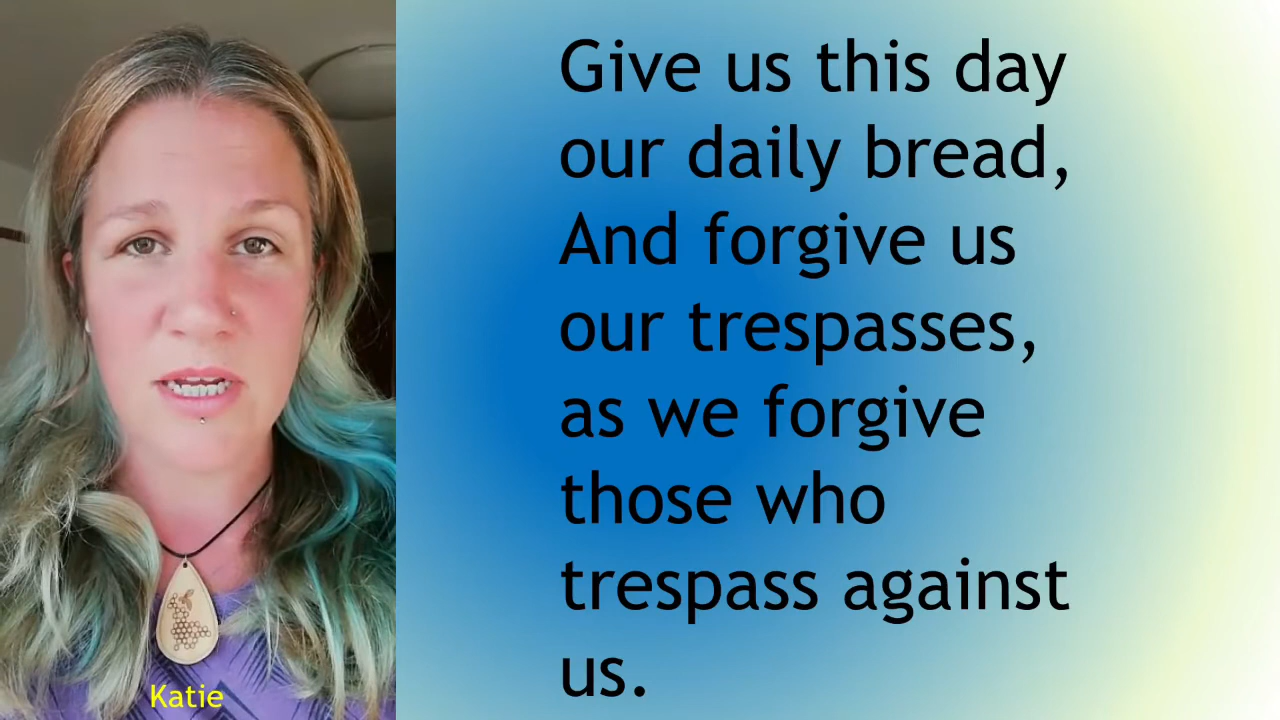 Give us this day
our daily bread,
And forgive us
our trespasses,
as we forgive
those who
trespass against
us.
Katie